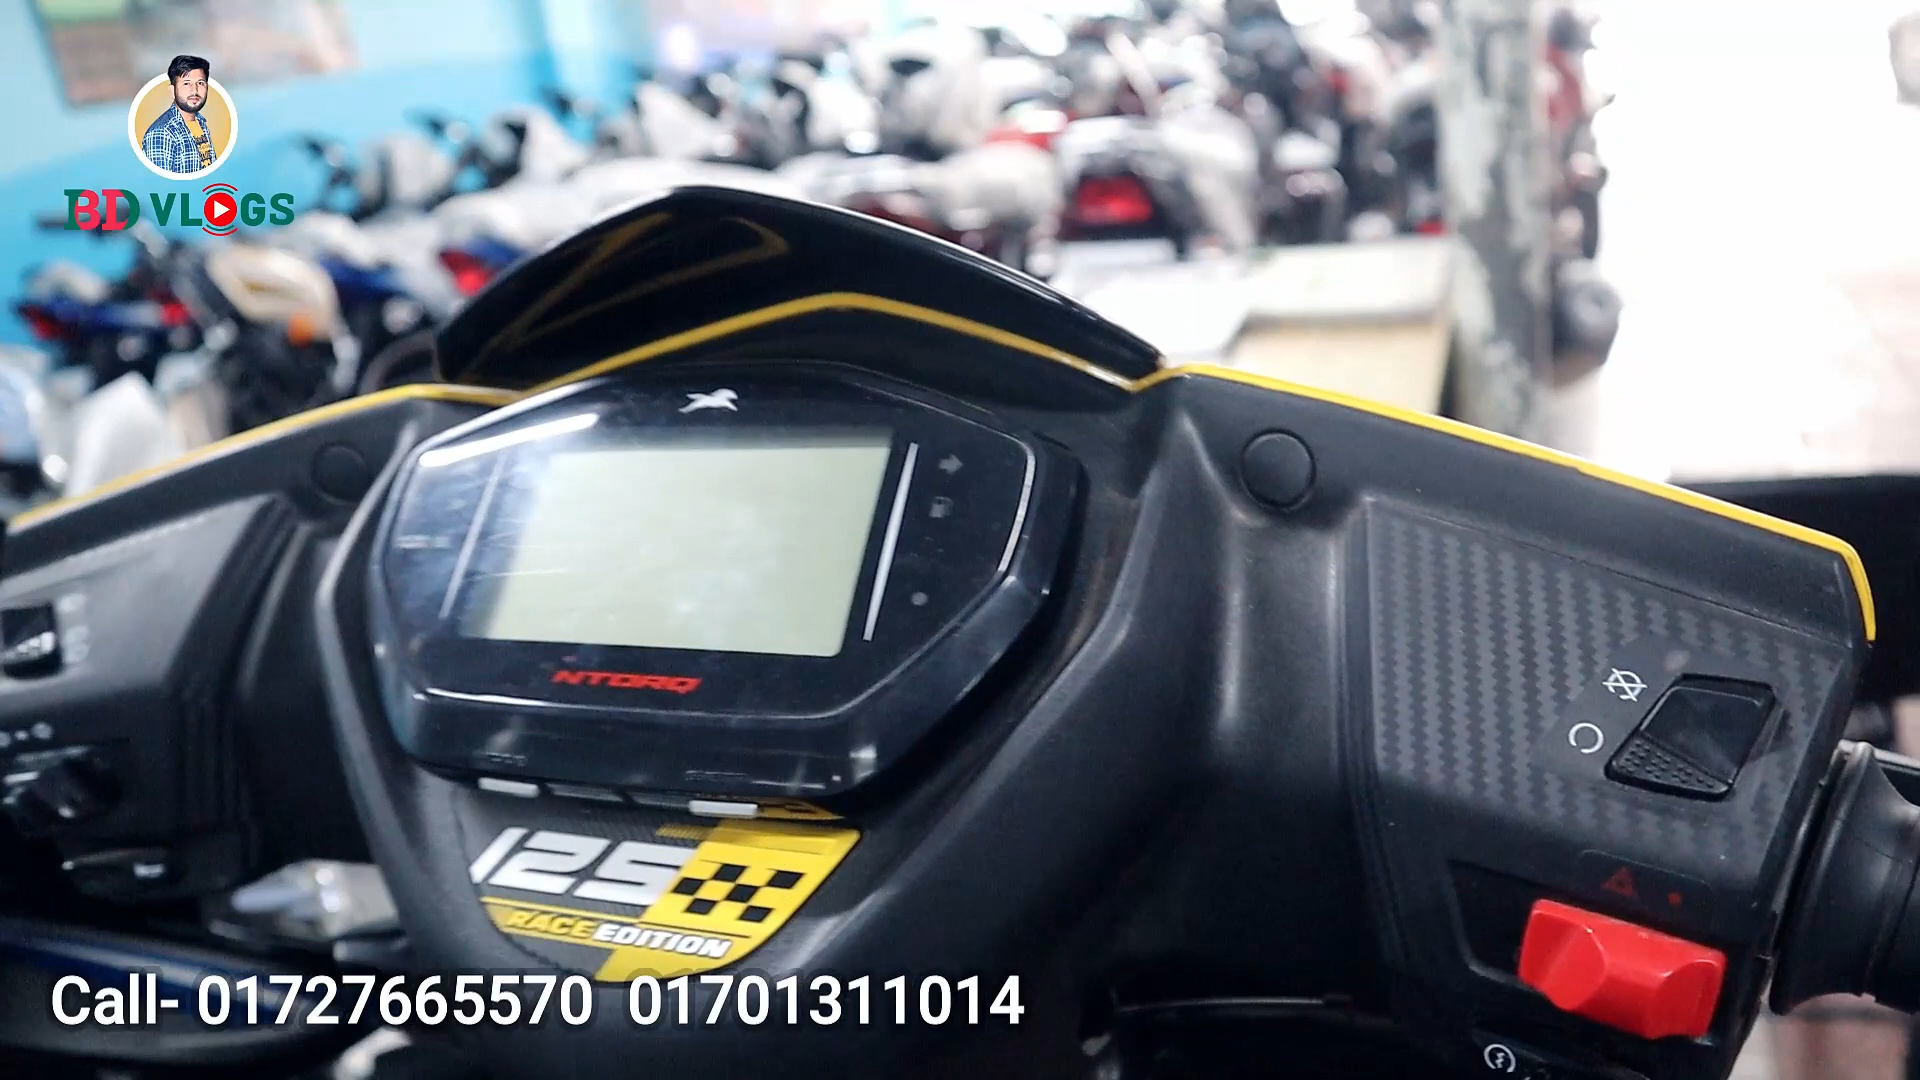 BD VLOGS
NTORQ
125
RACE EDITION
Call- 01727665570 01701311014